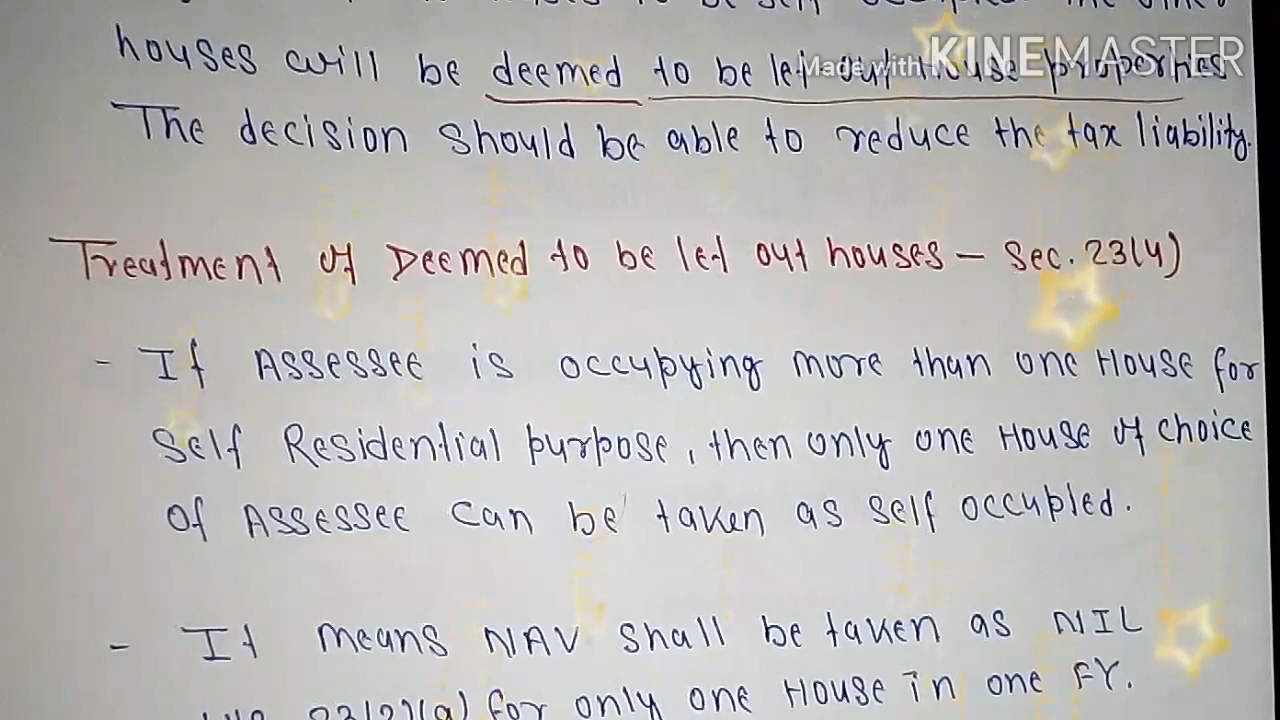 houses will be deemed to be let out House properties
Made with KINEMASTER
The decision should be able to reduce the tax liability.
Treatment of Deemed to be let out houses – Sec. 23(4)
- If Assessee is occupying more than one House for
Self Residential purpose, then only one House of choice
Of Assessee can be taken as self occupied.
- It means NAV shall be taken as NIL
23(2)(a) for only one House in one FY.